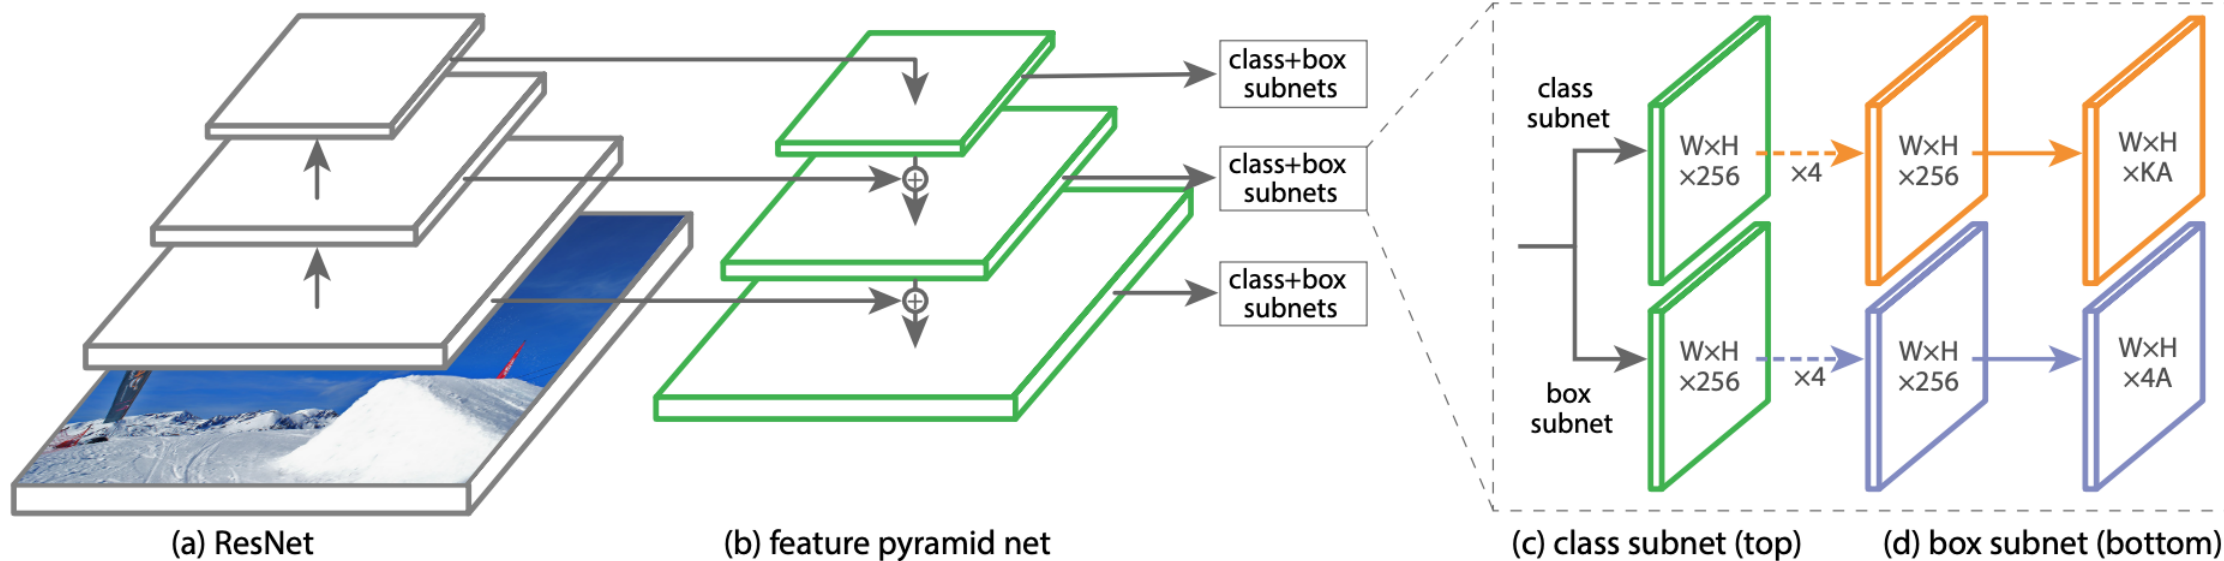 class+box
subnets
class+box
subnets
class+box
subnets
class
subnet
W×H
×256
×4
W×H
×256
W×H
×KA
box
subnet
W×H
×256
×4
W×H
×256
W×H
×4A
(a) ResNet
(b) feature pyramid net
(c) class subnet (top)
(d) box subnet (bottom)